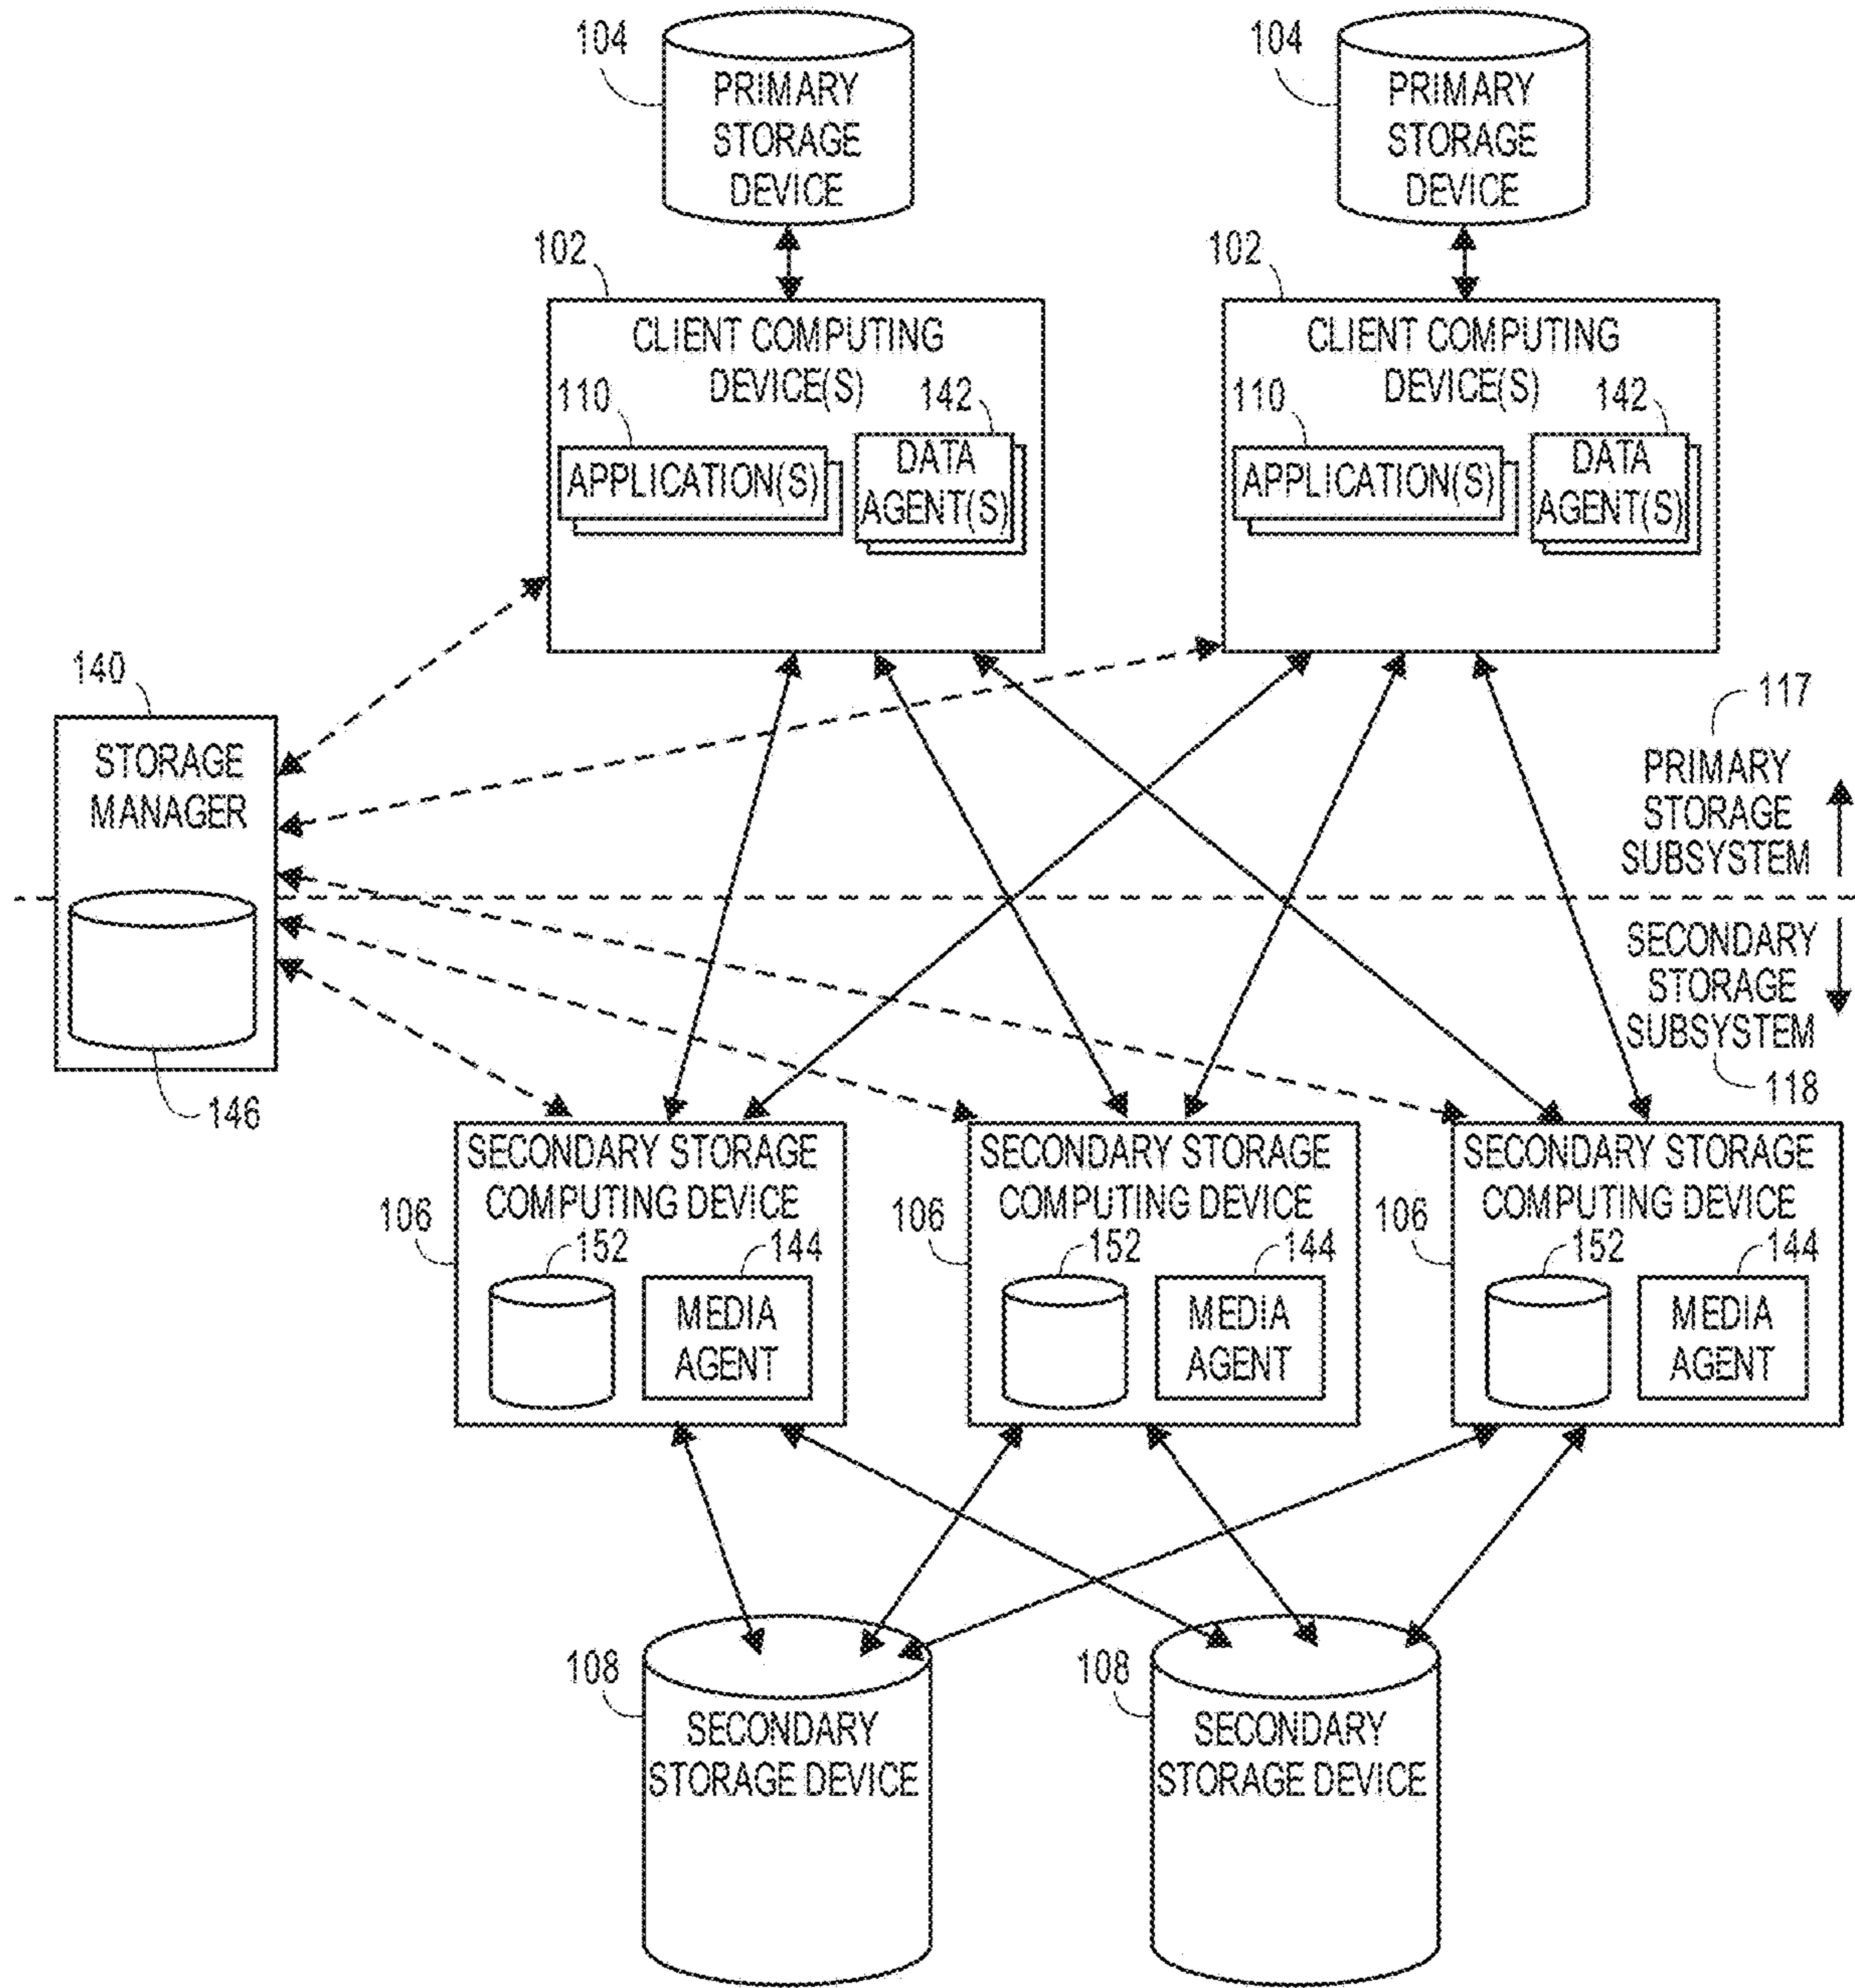 104
PRIMARY
STORAGE
DEVICE
104
PRIMARY
STORAGE
DEVICE
102
CLIENT COMPUTING
DEVICE(S)
110
142
APPLICATION(S)
DATA
AGENT(S)
102
CLIENT COMPUTING
DEVICE(S)
110
142
APPLICATION(S)
DATA
AGENT(S)
140
STORAGE
MANAGER
146
117
PRIMARY
STORAGE
SUBSYSTEM
SECONDARY
STORAGE
SUBSYSTEM
118
SECONDARY STORAGE
COMPUTING DEVICE
106
152
144
MEDIA
AGENT
SECONDARY STORAGE
COMPUTING DEVICE
106
152
144
MEDIA
AGENT
SECONDARY STORAGE
COMPUTING DEVICE
106
152
144
MEDIA
AGENT
108
SECONDARY
STORAGE DEVICE
108
SECONDARY
STORAGE DEVICE